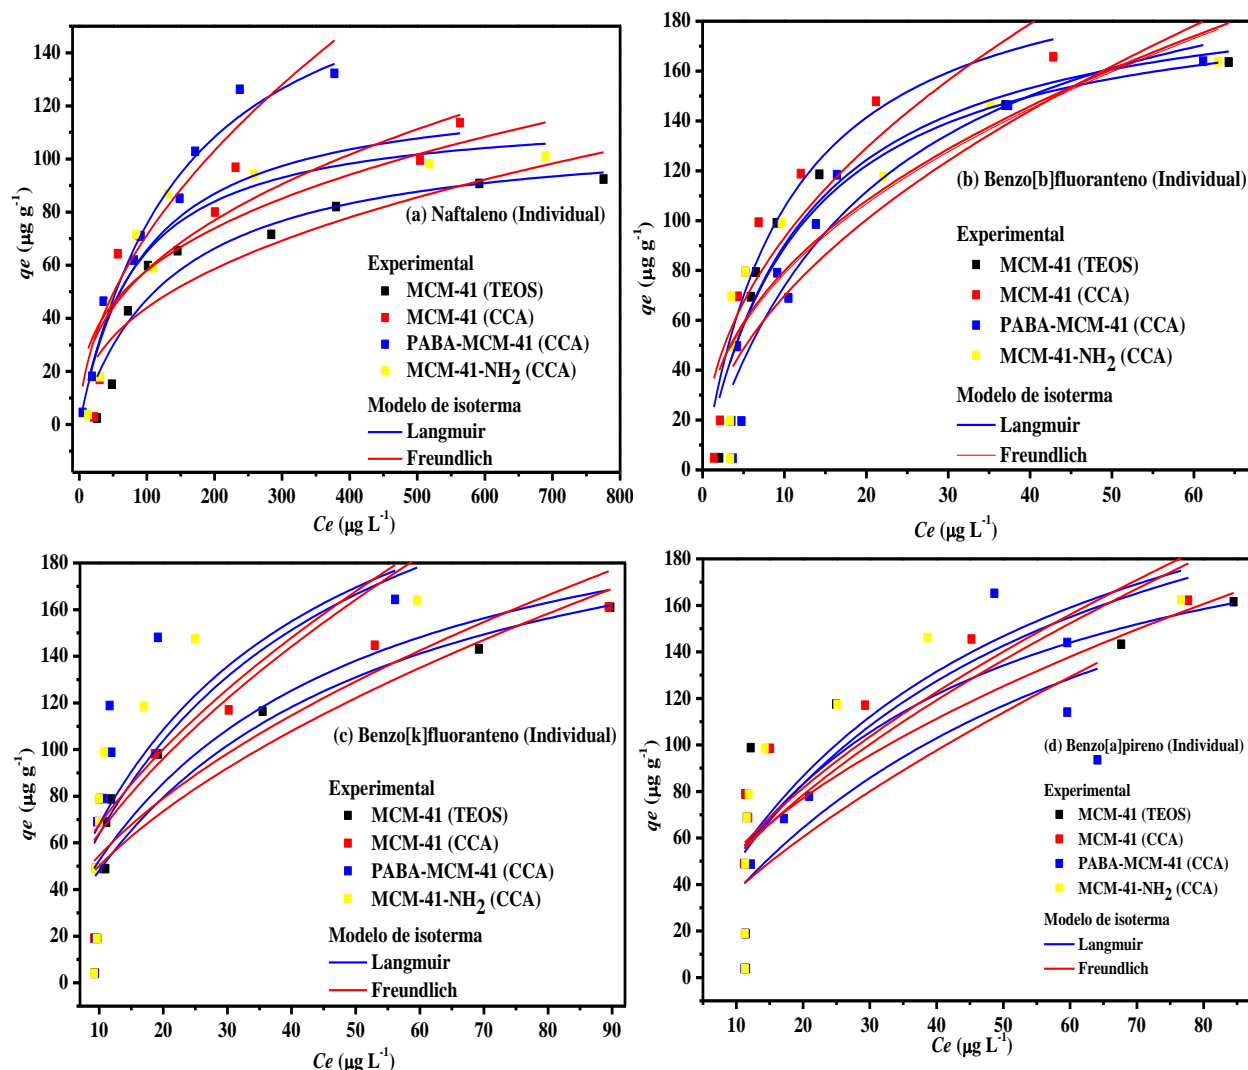 140
120
100
80
60
40
20
0
qe (µg g-1)
(a) Naftaleno (Individual)
Experimental
MCM-41 (TEOS)
MCM-41 (CCA)
PABA-MCM-41 (CCA)
MCM-41-NH2 (CCA)
Modelo de isoterma
Langmuir
Freundlich
0 100 200 300 400 500 600 700 800
Ce (µg L-1)
180
160
140
120
100
80
60
40
20
0
qe (µg g-1)
(b) Benzo[b]fluoranteno (Individual)
Experimental
MCM-41 (TEOS)
MCM-41 (CCA)
PABA-MCM-41 (CCA)
MCM-41-NH2 (CCA)
Modelo de isoterma
Langmuir
Freundlich
0 10 20 30 40 50 60
Ce (µg L-1)
180
160
140
120
100
80
60
40
20
0
qe (µg g-1)
(c) Benzo[k]fluoranteno (Individual)
Experimental
MCM-41 (TEOS)
MCM-41 (CCA)
PABA-MCM-41 (CCA)
MCM-41-NH2 (CCA)
Modelo de isoterma
Langmuir
Freundlich
10 20 30 40 50 60 70 80 90
Ce (µg L-1)
180
160
140
120
100
80
60
40
20
0
qe (µg g-1)
(d) Benzo[a]pireno (Individual)
Experimental
MCM-41 (TEOS)
MCM-41 (CCA)
PABA-MCM-41 (CCA)
MCM-41-NH2 (CCA)
Modelo de isoterma
Langmuir
Freundlich
10 20 30 40 50 60 70 80
Ce (µg L-1)